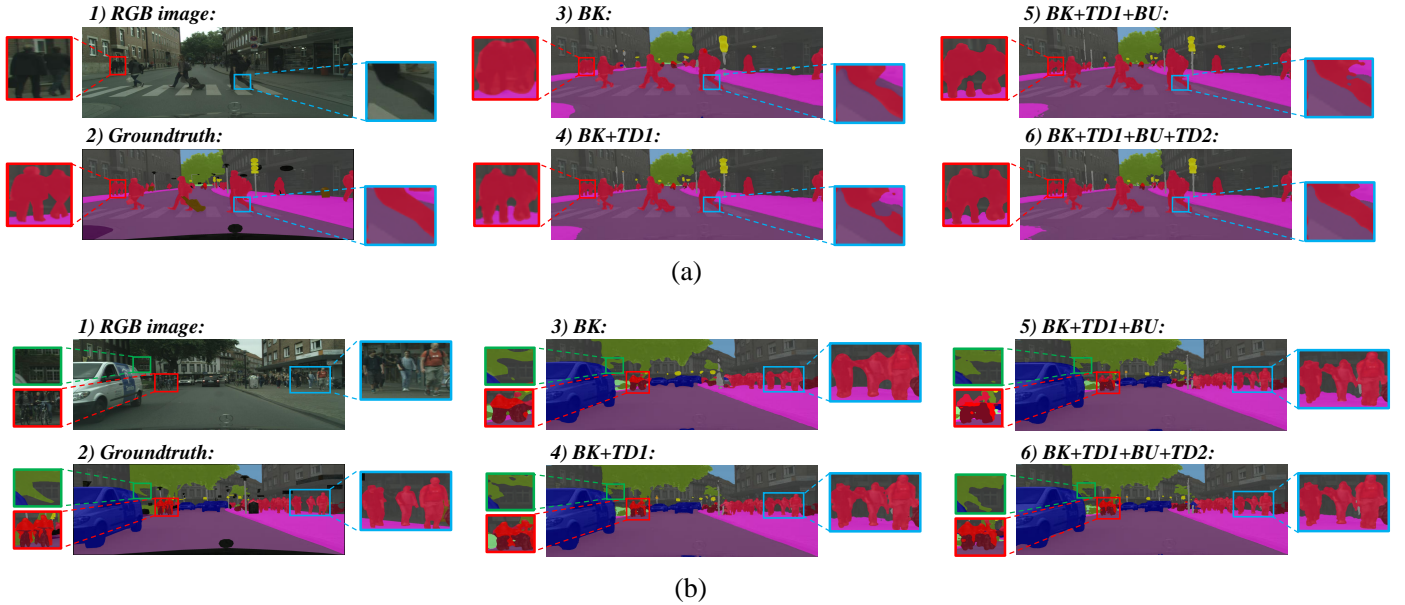 1) RGB image:
3) BK:
5) BK+TD1+BU:
2) Groundtruth:
4) BK+TD1:
6) BK+TD1+BU+TD2:
(a)
1) RGB image:
3) BK:
5) BK+TD1+BU:
2) Groundtruth:
4) BK+TD1:
6) BK+TD1+BU+TD2:
(b)